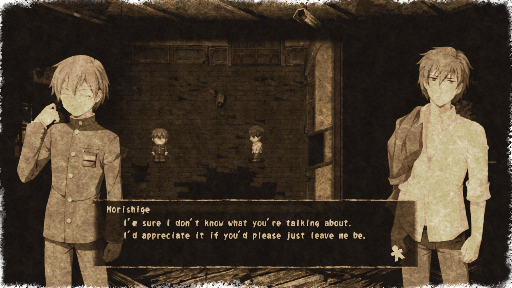 Morishige
I'm sure I don't know what you're talking about.
I'd appreciate it if you'd please just leave me be.